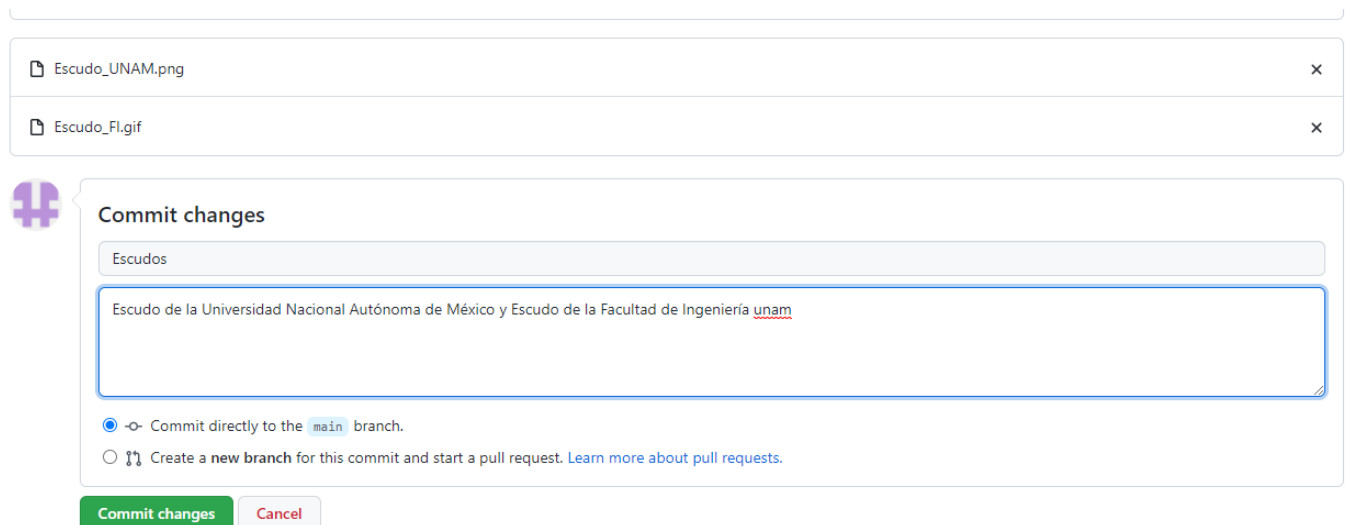 Escudo_UNAM.png
Escudo_FI.gif
Commit changes
Escudos
Escudo de la Universidad Nacional Autónoma de México y Escudo de la Facultad de Ingeniería unam
Commit directly to the main branch.
Create a new branch for this commit and start a pull request. Learn more about pull requests.
Commit changes Cancel